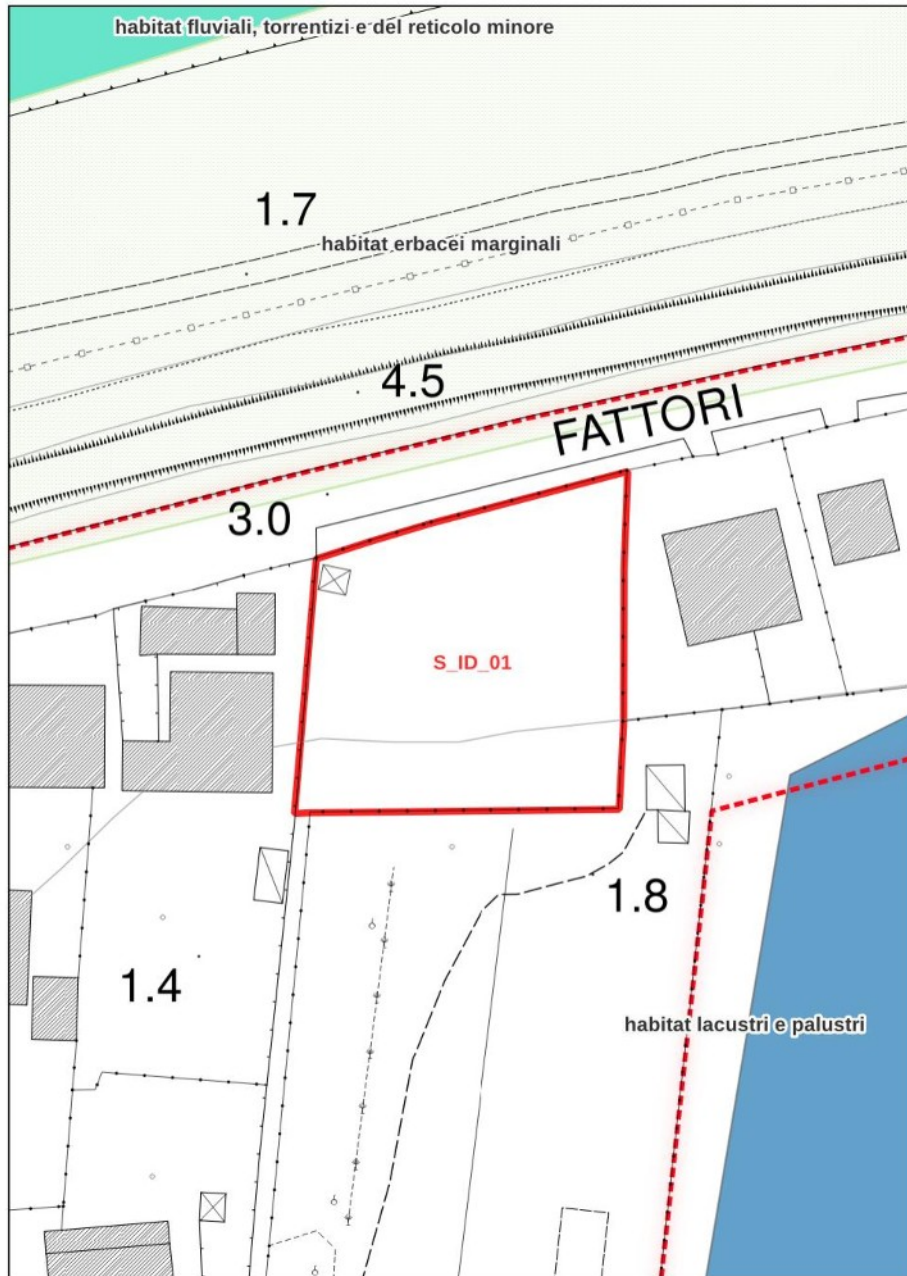 habitat fluviali, torrentizi e del reticolo minore
1.7
habitat erbacei marginali
4.5
FATTORI
3.0
S_ID_01
1.8
1.4
habitat lacustri e palustri